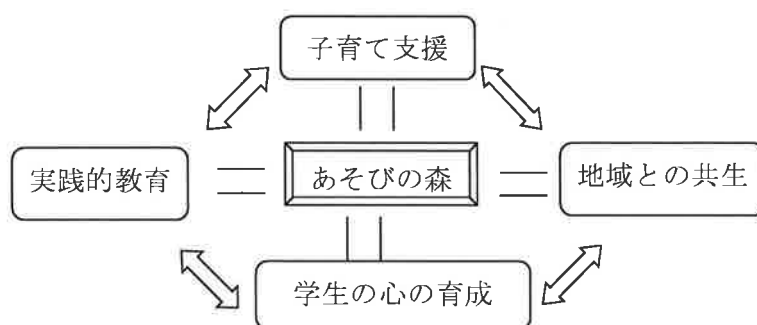 子育て支援
実践的教育
あそびの森
地域との共生
学生の心の育成